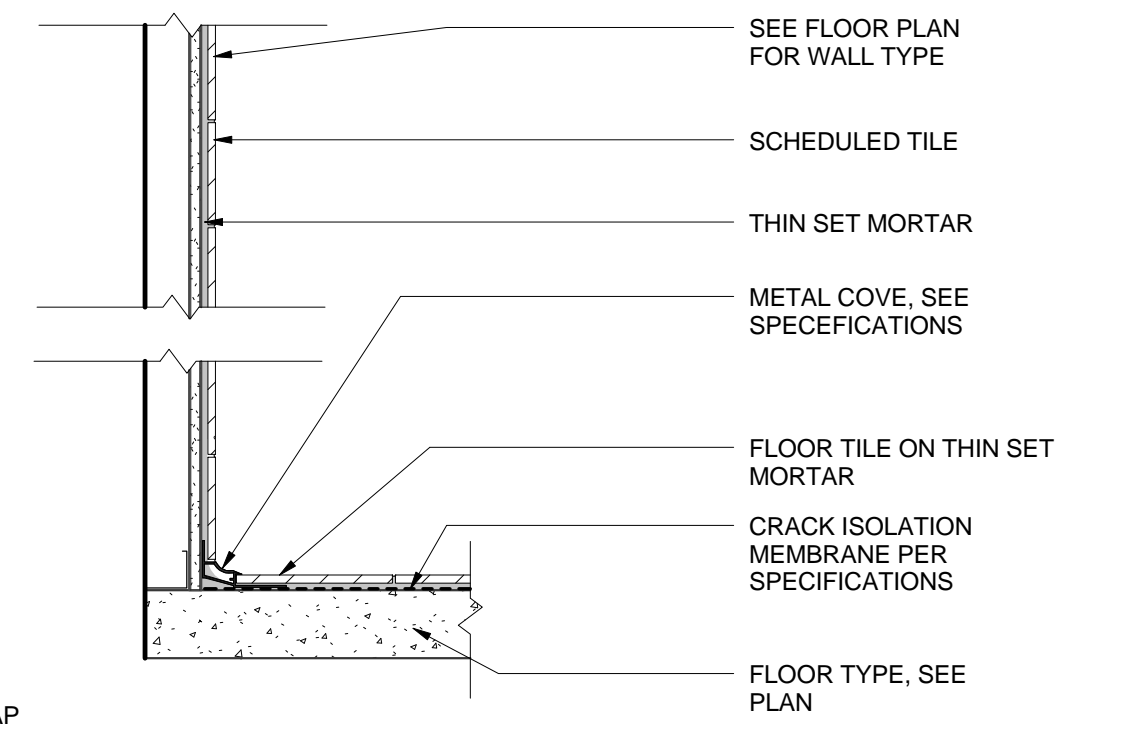 SEE FLOOR PLAN
FOR WALL TYPE
SCHEDULED TILE
THIN SET MORTAR
METAL COVE, SEE
SPECEFICATIONS
FLOOR TILE ON THIN SET
MORTAR
CRACK ISOLATION
MEMBRANE PER
SPECIFICATIONS
FLOOR TYPE, SEE
PLAN
AP